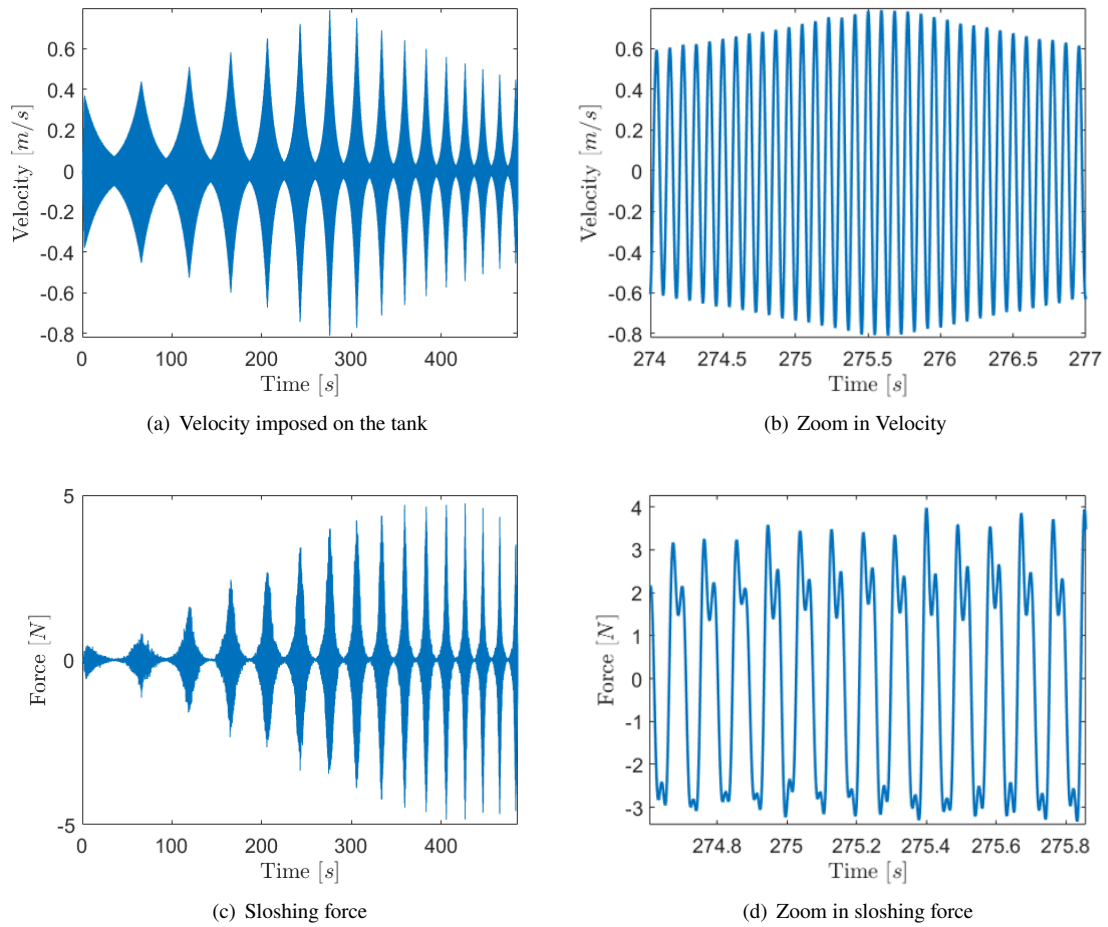 0.6
0.4
0.2
0
-0.2
-0.4
-0.6
-0.8
Velocity [m/s]
0 100 200 300 400
Time [s]
(a) Velocity imposed on the tank
0.6
0.4
0.2
0
-0.2
-0.4
-0.6
-0.8
Velocity [m/s]
274 274.5 275 275.5 276 276.5 277
Time [s]
(b) Zoom in Velocity
5
0
-5
Force [N]
0 100 200 300 400
Time [s]
(c) Sloshing force
4
3
2
1
0
-1
-2
-3
Force [N]
274.8 275 275.2 275.4 275.6 275.8
Time [s]
(d) Zoom in sloshing force